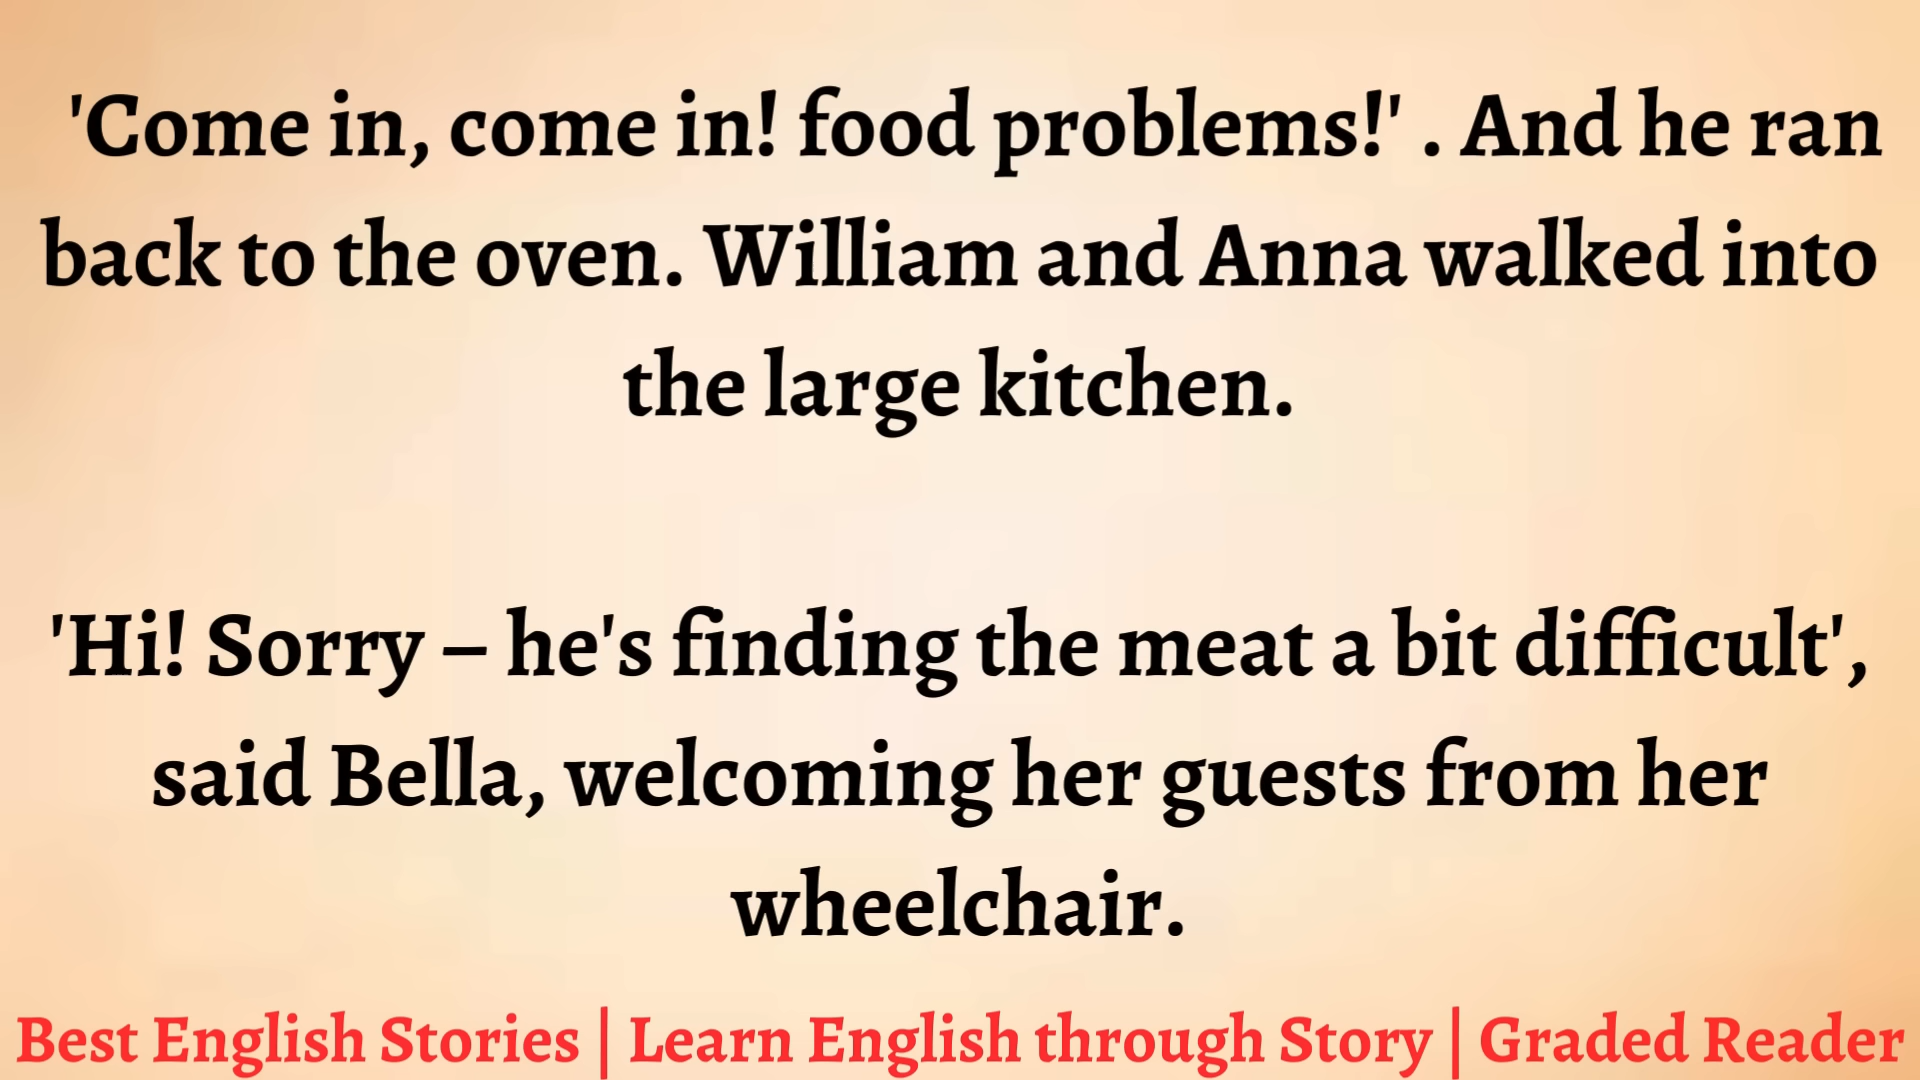 'Come in, come in! food problems!' . And he ran
back to the oven. William and Anna walked into
the large kitchen.
'Hi! Sorry – he's finding the meat a bit difficult',
said Bella, welcoming her guests from her
wheelchair.
Best English Stories | Learn English through Story | Graded Reader